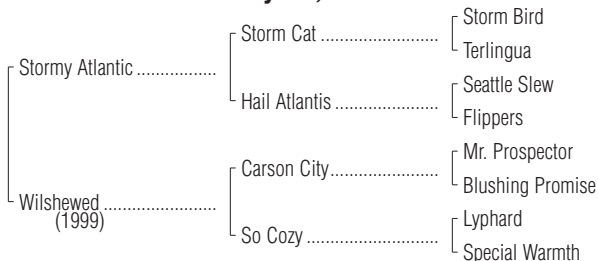 Storm Bird
Storm Cat ....................
Terlingua
Stormy Atlantic ................
Seattle Slew
Hail Atlantis ..................
Flippers
Mr. Prospector
Carson City....................
Blushing Promise
Wilshewed .....................
(1999)
Lyphard
So Cozy .........................
Special Warmth